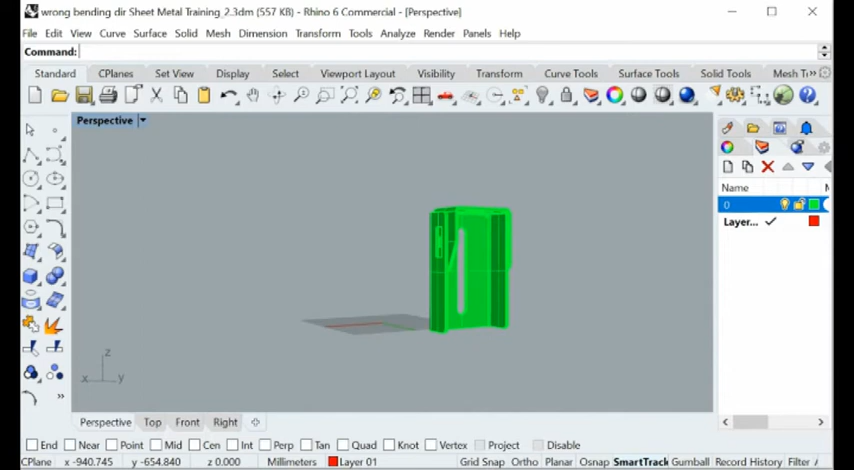 wrong bending dir Sheet Metal Training_2.3dm (557 KB) - Rhino 6 Commercial - [Perspective]
File Edit View Curve Surface Solid Mesh Dimension Transform Tools Analyze Render Panels Help
Command:
Standard CPlanes Set View Display Select Viewport Layout Visibility Transform Curve Tools Surface Tools Solid Tools Mesh T
Perspective
Name M
0
Layer...
z
x y
Perspective Top Front Right
End Near Point Mid Cen Int Perp Tan Quad Knot Vertex Project Disable
CPlane x -940.745 y -654.840 z 0.000 Millimeters Layer 01 Grid Snap Ortho Planar Osnap SmartTrack Gumball Record History Filter